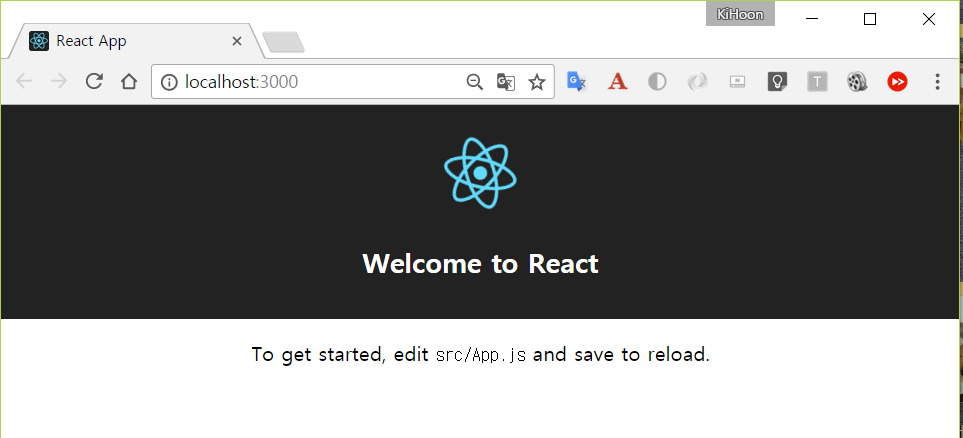 KiHoon
React App
localhost:3000
Welcome to React
To get started, edit src/App.js and save to reload.